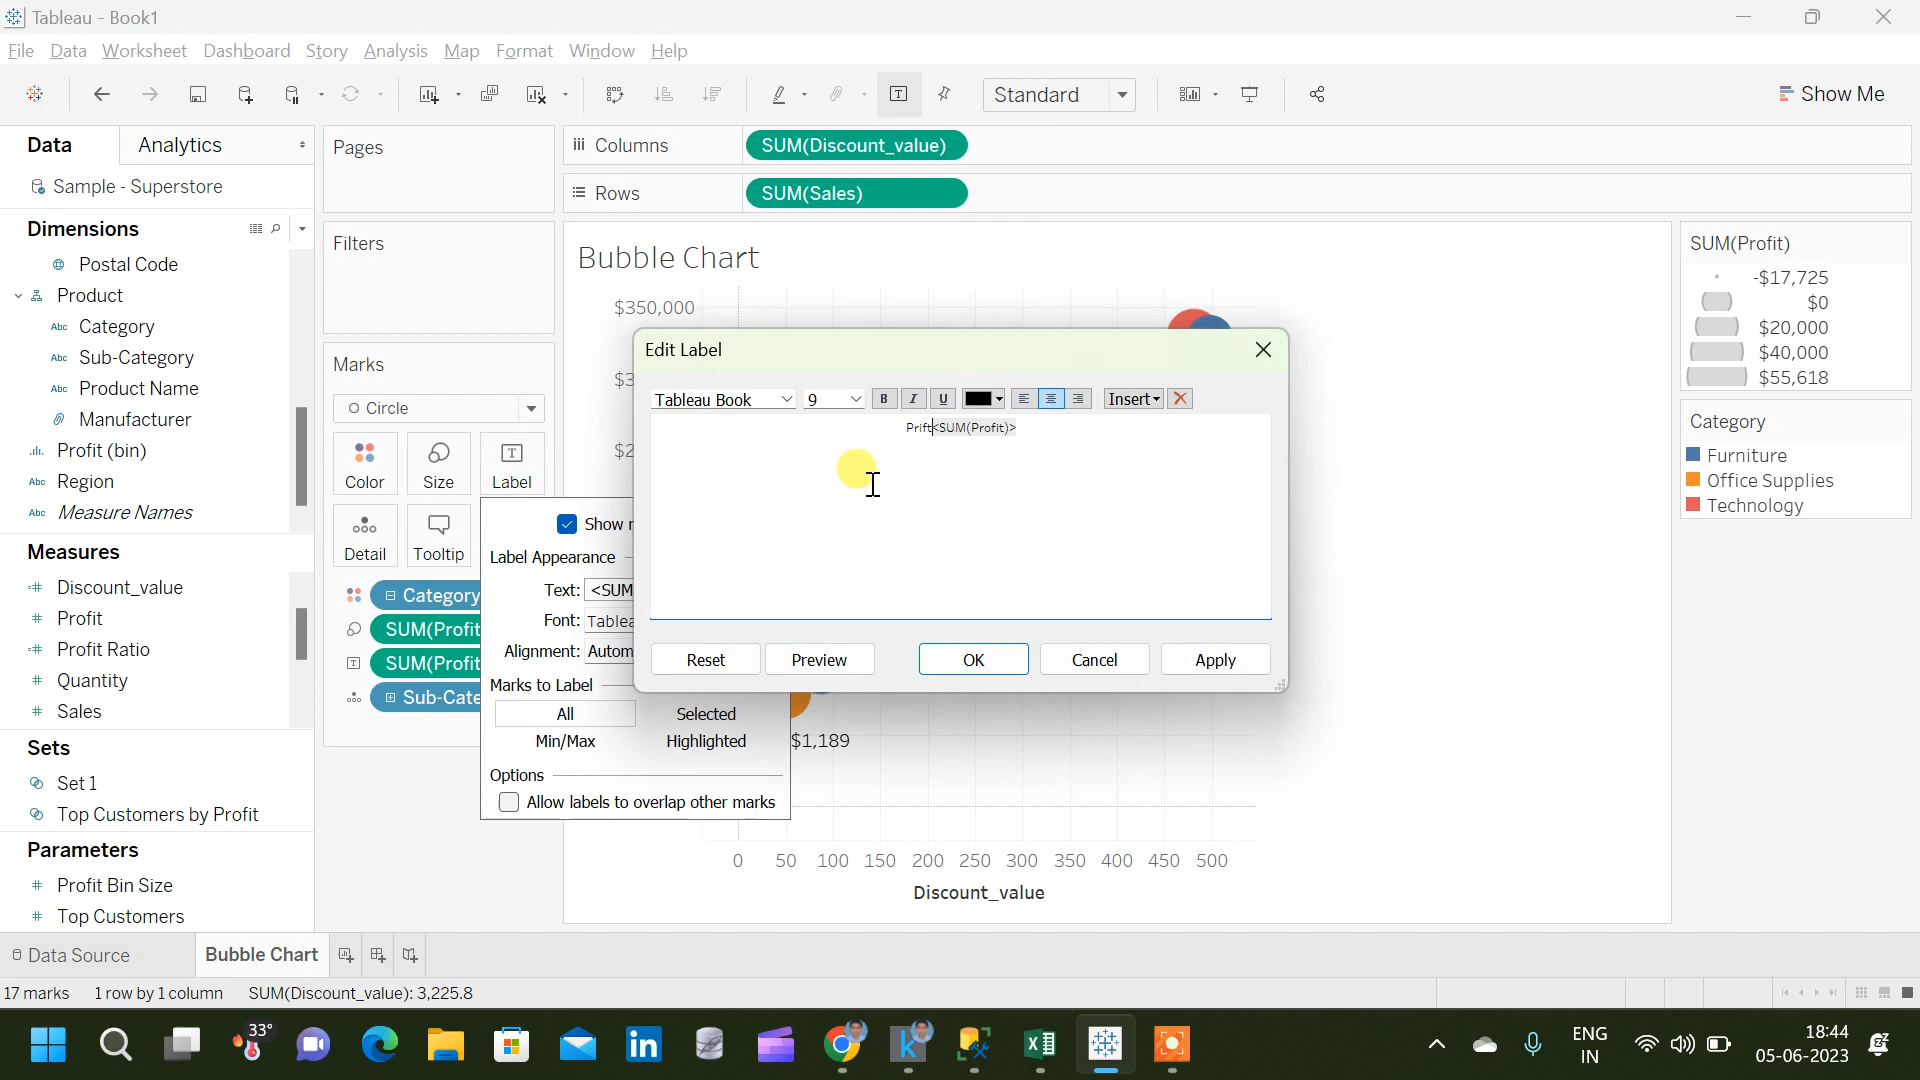 Tableau - Book1
File Data Worksheet Dashboard Story Analysis Map Format Window Help
Standard
Show Me
Data
Analytics
Sample - Superstore
Dimensions
Postal Code
Product
Category
Sub-Category
Product Name
Manufacturer
Profit (bin)
Region
Measure Names
Measures
Discount_value
Profit
Profit Ratio
Quantity
Sales
Sets
Set 1
Top Customers by Profit
Parameters
Profit Bin Size
Top Customers
Pages
Filters
Marks
Circle
Color Size Label
Detail Tooltip
Category
SUM(Profit
SUM(Profit
Sub-Cate
Columns
SUM(Discount_value)
Rows
SUM(Sales)
Bubble Chart
$350,000
$3
$2
Show r
Label Appearance
Text: <SUM
Font: Tablea
Alignment: Autom
Marks to Label
All Selected
Min/Max Highlighted
Options
Allow labels to overlap other marks
Edit Label
Tableau Book 9 B I U Insert
Prift<SUM(Profit)>
Reset Preview OK Cancel Apply
$1,189
0 50 100 150 200 250 300 350 400 450 500
Discount_value
SUM(Profit)
-$17,725
$0
$20,000
$40,000
$55,618
Category
Furniture
Office Supplies
Technology
Data Source
Bubble Chart
17 marks 1 row by 1 column SUM(Discount_value): 3,225.8
33°
ENG
IN
18:44
05-06-2023